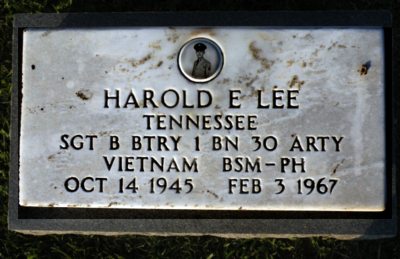 HAROLD E LEE
TENNESSEE
SGT B BTRY 1 BN 30 ARTY
VIETNAM BSM-PH
OCT 14 1945 FEB 3 1967